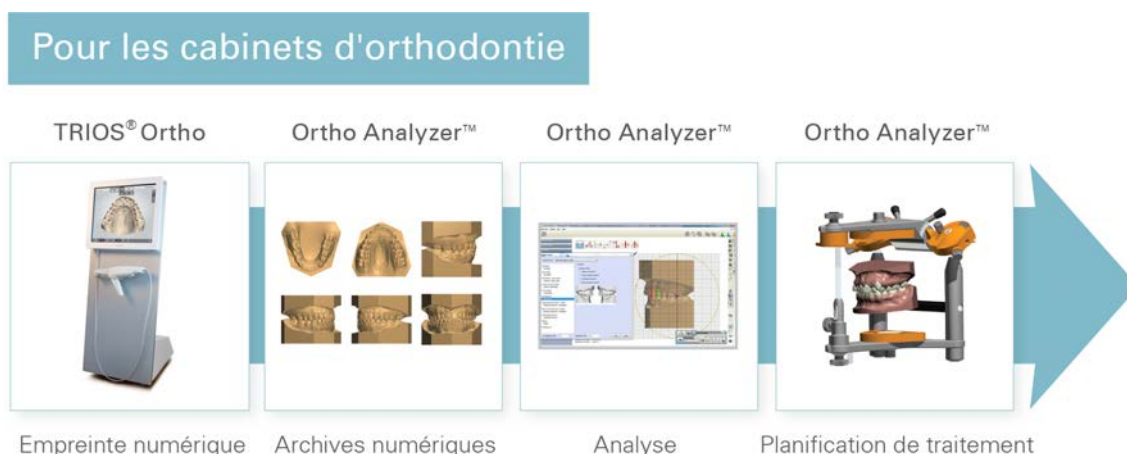 Pour les cabinets d'orthodontie
TRIOS® Ortho
Ortho Analyzer™
Ortho Analyzer™
Ortho Analyzer™
Empreinte numérique
Archives numériques
Analyse
Planification de traitement